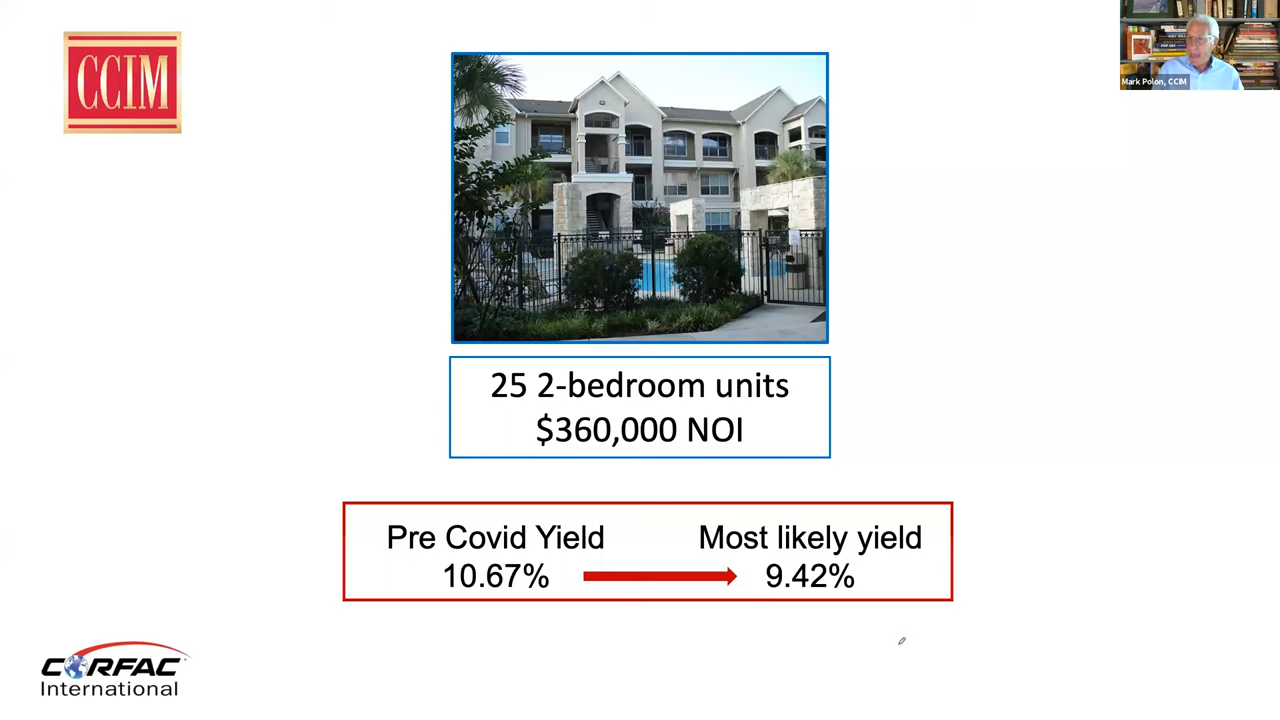 CCIM
Mark Polon, CCIM
25 2-bedroom units
$360,000 NOI
Pre Covid Yield
Most likely yield
10.67%
9.42%
CORFAC
International